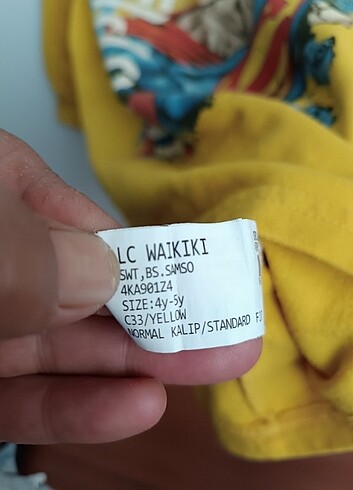 LC WAIKIKI
SWT,BS.SAMSO
4KA901Z4
SIZE:4y-5y
C33/YELLOW
NORMAL KALIP/STANDARD